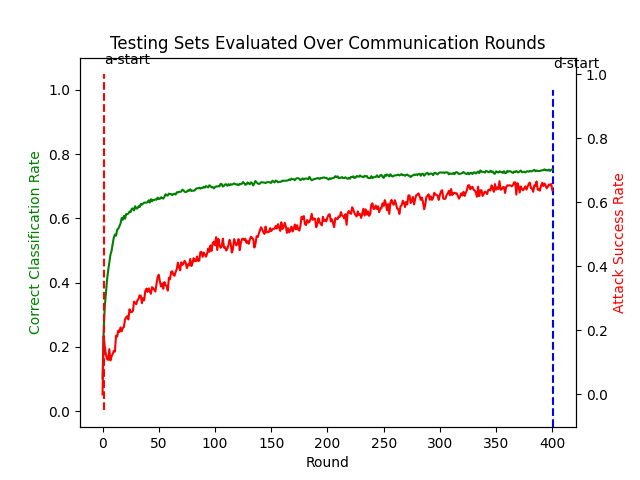 Testing Sets Evaluated Over Communication Rounds
a-start
d-start
Correct Classification Rate
1.0
0.8
0.6
0.4
0.2
0.0
1.0
0.8
0.6
0.4
0.2
0.0
Attack Success Rate
0 50 100 150 200 250 300 350 400
Round